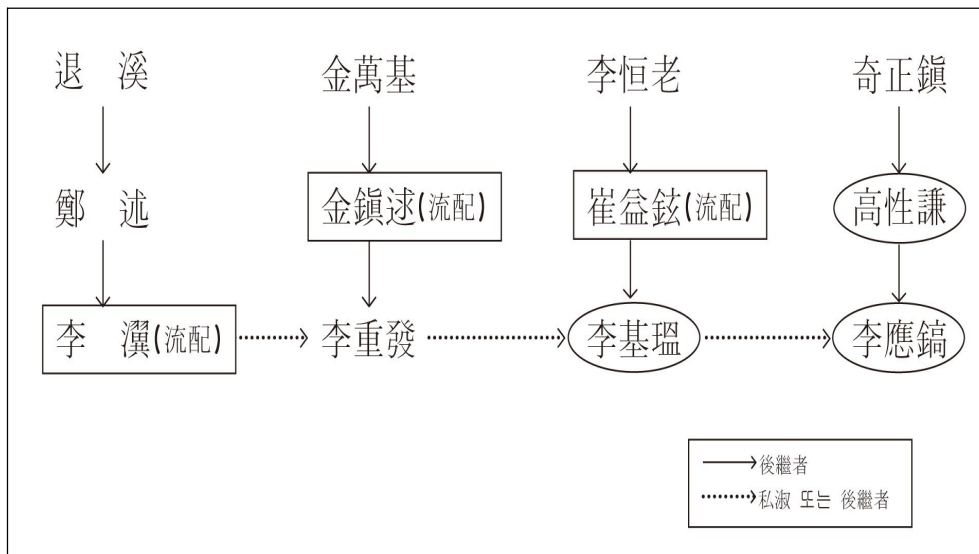 退 溪 金萬基 李恒老 奇正鎭
鄭 述 金鎭逑(流配) 崔益鉉(流配) 高性謙
李 瀷(流配) 李重發 李基瑥 李應鎬
後繼者
私淑 또는 後繼者